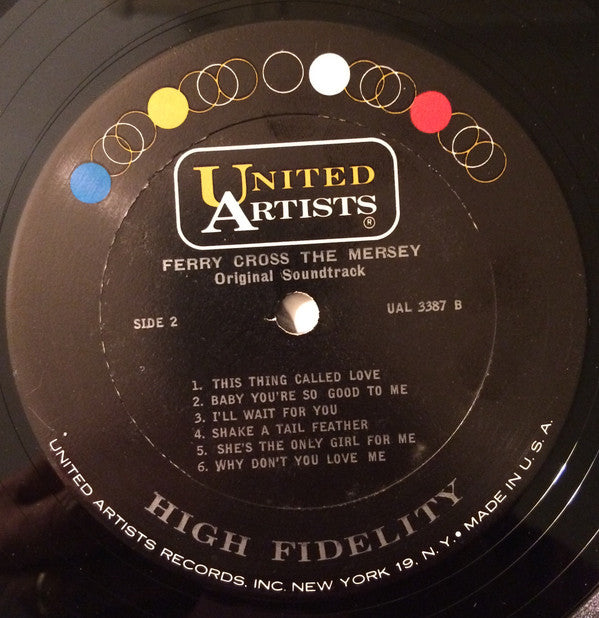 UNITED
ARTISTS
®
FERRY CROSS THE MERSEY
Original Soundtrack
SIDE 2
UAL 3387 B
1. THIS THING CALLED LOVE
2. BABY YOU'RE SO GOOD TO ME
3. I'LL WAIT FOR YOU
4. SHAKE A TAIL FEATHER
5. SHE'S THE ONLY GIRL FOR ME
6. WHY DON'T YOU LOVE ME
HIGH FIDELITY
• UNITED ARTISTS RECORDS, INC. NEW YORK 19, N. Y. • MADE IN U. S. A.